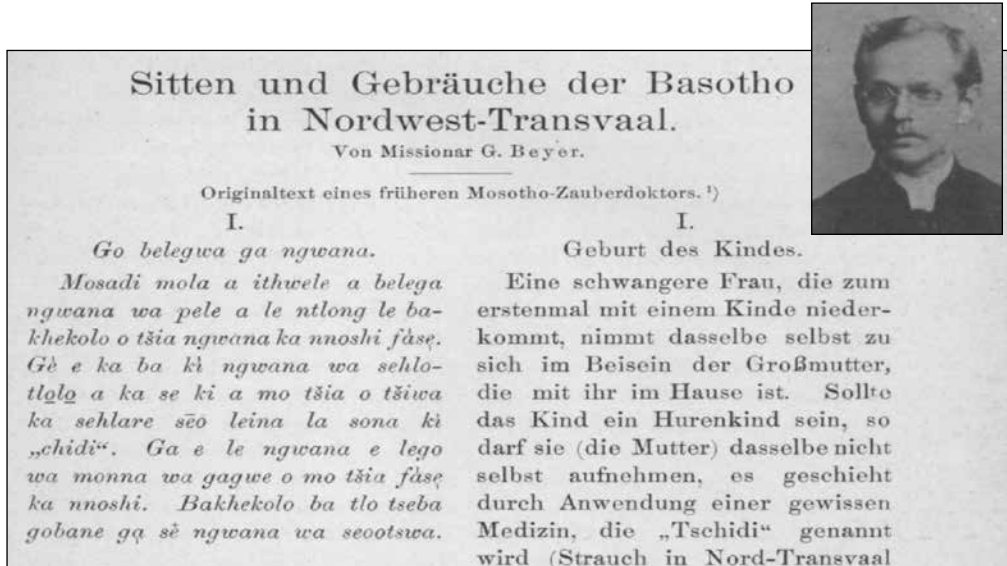 Sitten und Gebräuche der Basotho
in Nordwest-Transvaal.
Von Missionar G. Beyer.
Originaltext eines früheren Mosotho-Zauberdoktors. ¹)
I.
Go belegwa ga ngwana.
Mosadi mola a ithwele a belega
ngwana wa pele a le ntlong le ba-
khekolo o tšia ngwana ka nnoshi fàsę.
Gè e ka ba kì ngwana wa sehlo-
tlo̱lo̱ a ka se ki a mo tšia o tšiwa
ka sehlare sēo leina la sona kì
„chidi“. Ga e le ngwana e lego
wa monna wa gagwe o mo tšia fàsę
ka nnoshi. Bakhekolo ba tlo tseba
gobane gą sè ngwana wa seootswa.
I.
Geburt des Kindes.
Eine schwangere Frau, die zum
erstenmal mit einem Kinde nieder-
kommt, nimmt dasselbe selbst zu
sich im Beisein der Großmutter,
die mit ihr im Hause ist. Sollte
das Kind ein Hurenkind sein, so
darf sie (die Mutter) dasselbe nicht
selbst aufnehmen, es geschieht
durch Anwendung einer gewissen
Medizin, die „Tschidi“ genannt
wird (Strauch in Nord-Transvaal